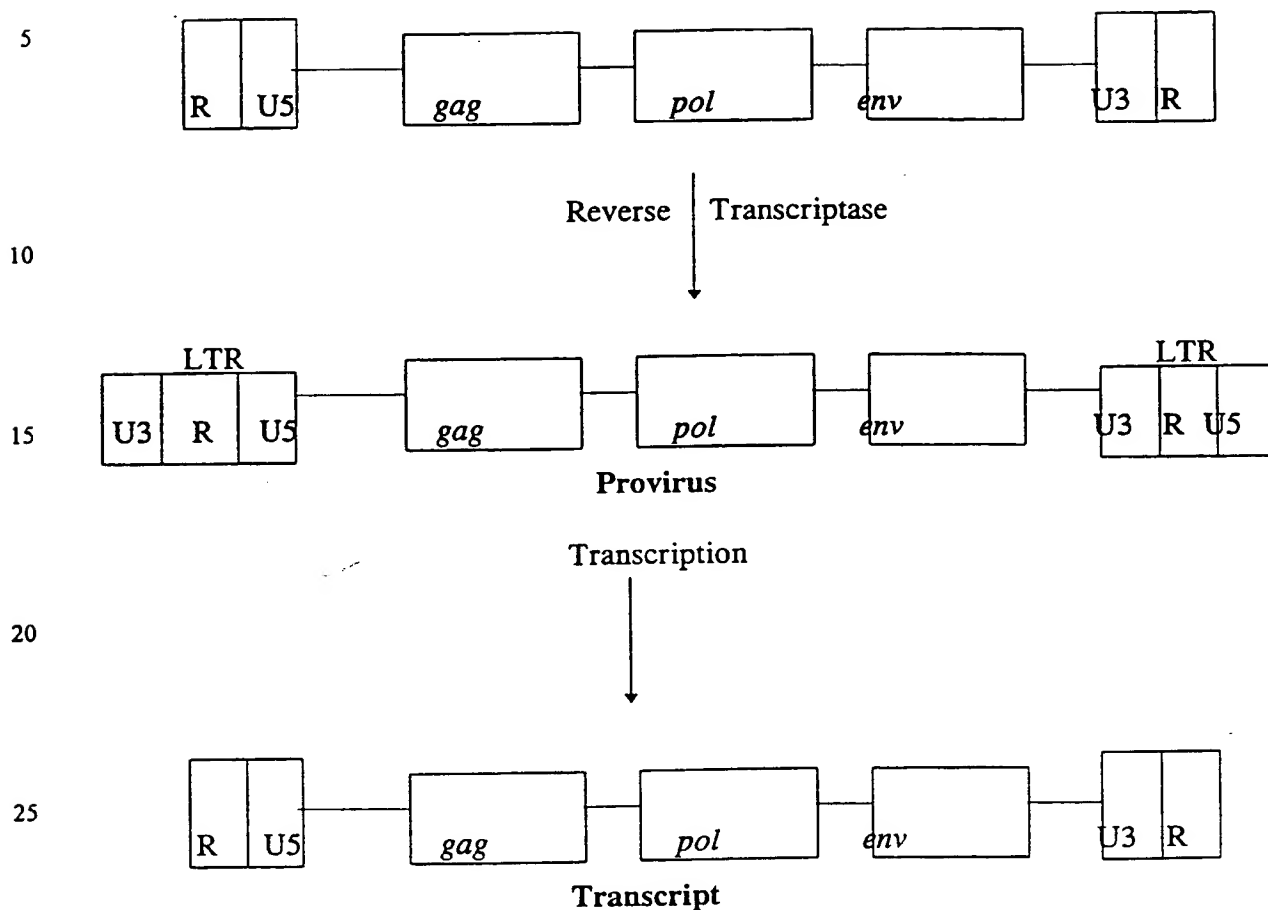 5
R U5 gag pol env U3 R
Reverse Transcriptase
10
LTR LTR
15 U3 R U5 gag pol env U3 R U5
Provirus
Transcription
20
25 R U5 gag pol env U3 R
Transcript